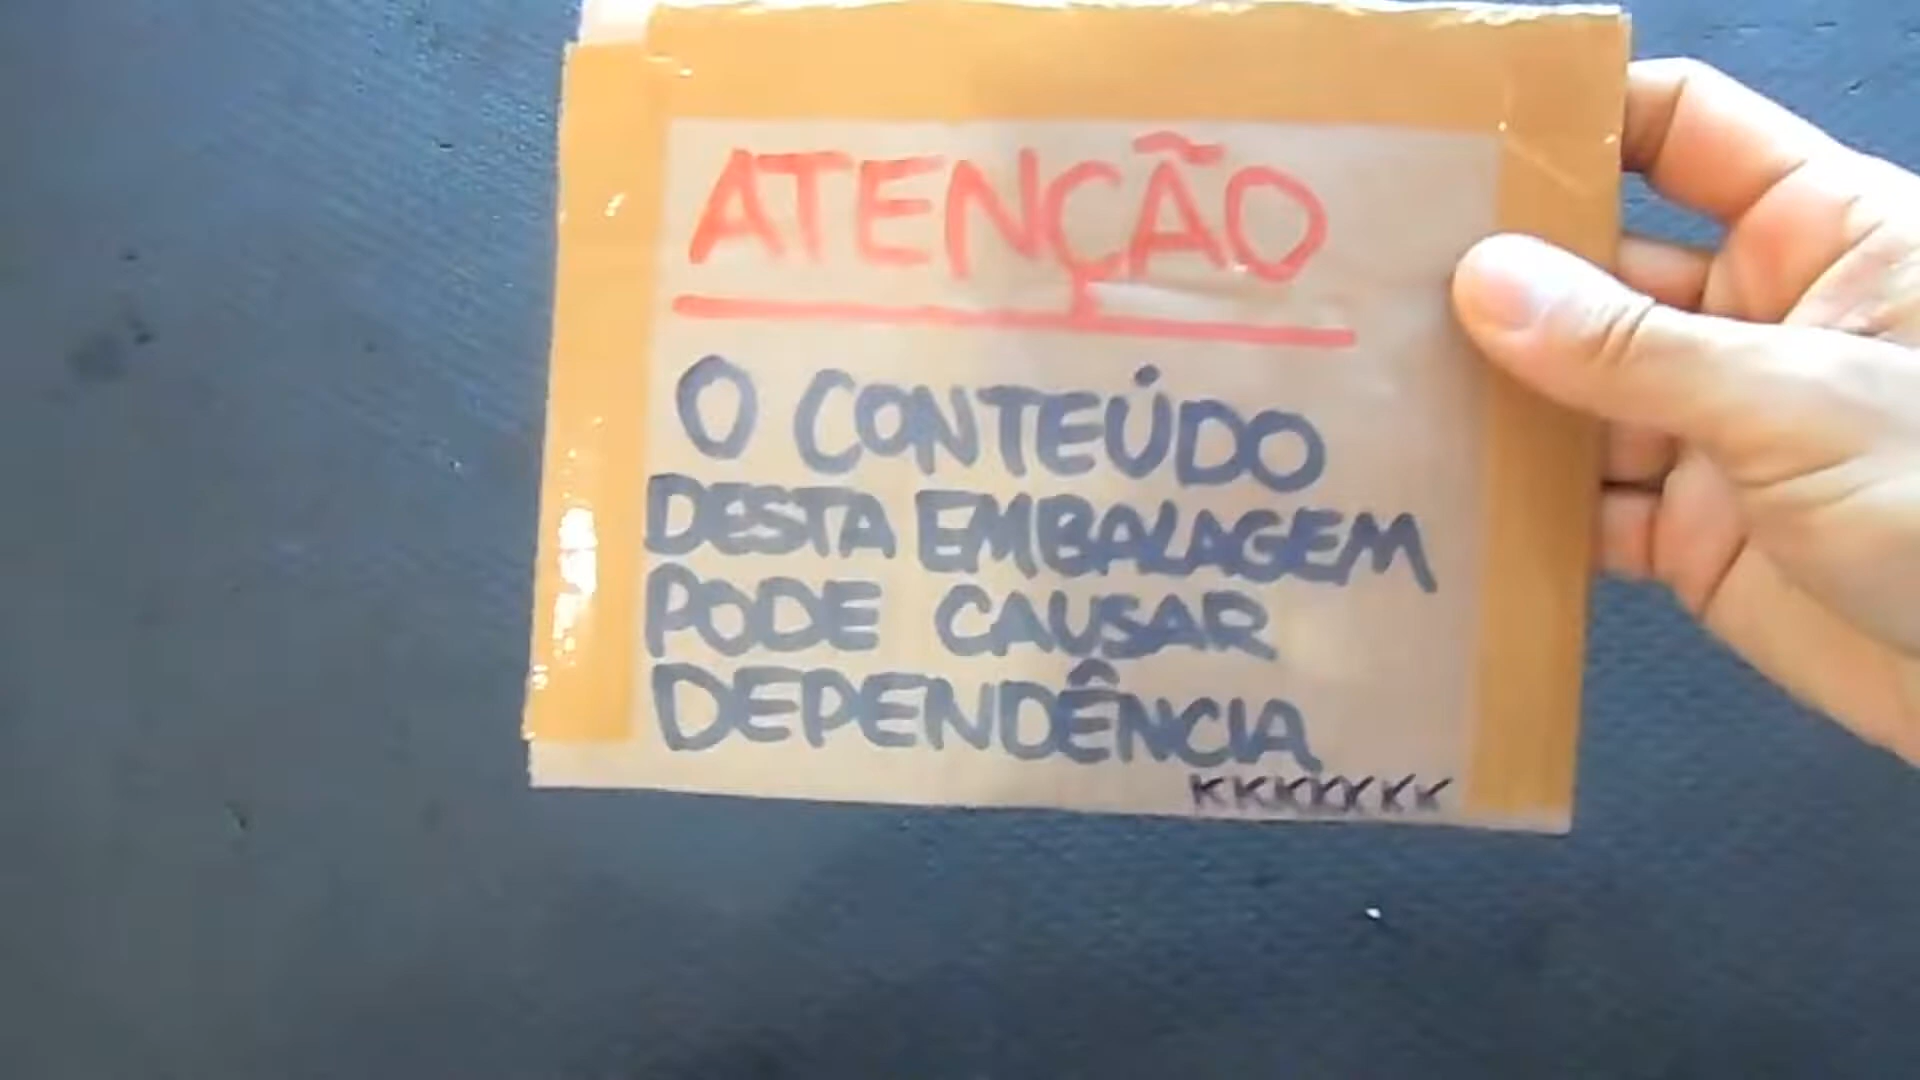 ATENÇÃO
O CONTEÚDO
DESTA EMBALAGEM
PODE CAUSAR
DEPENDÊNCIA
KKKKKKK